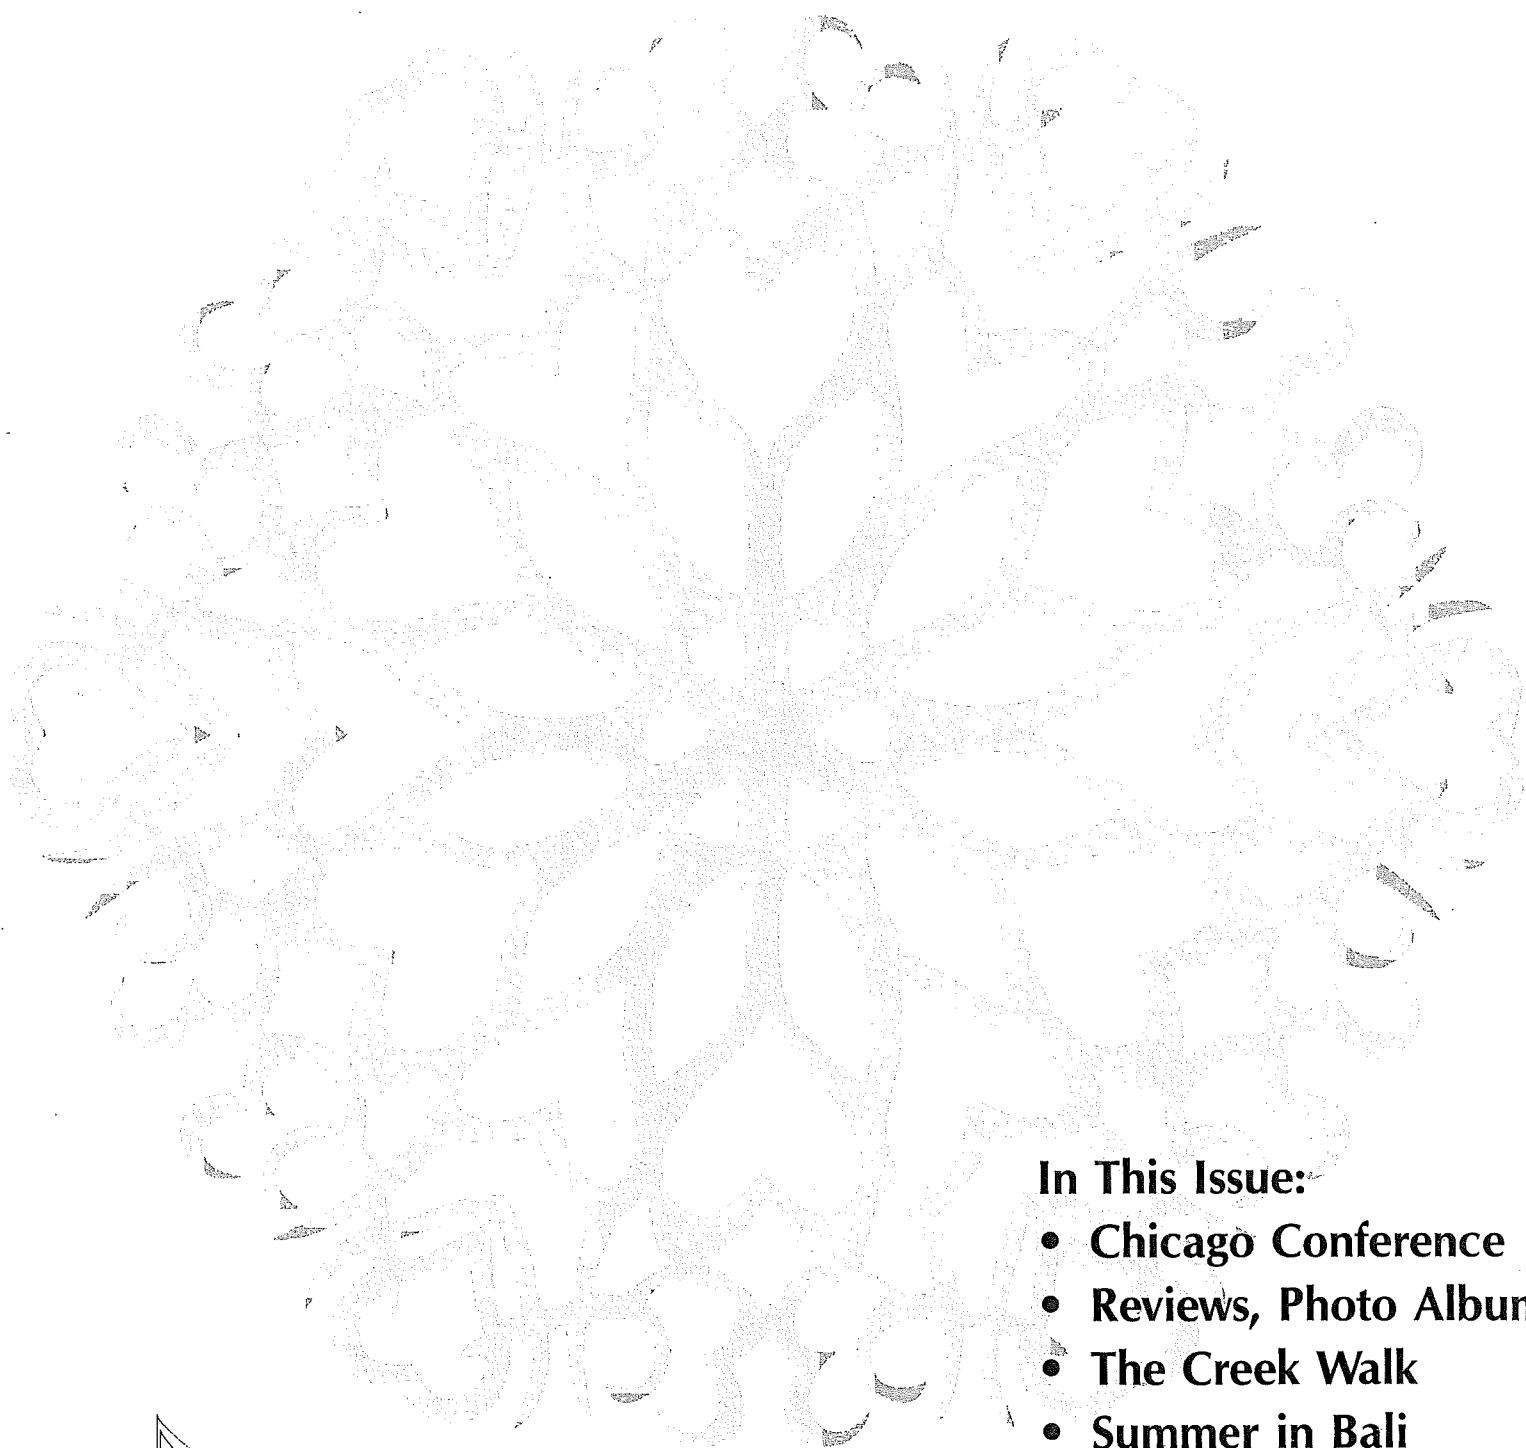 In This Issue:
• Chicago Conference
• Reviews, Photo Albun
• The Creek Walk
• Summer in Bali